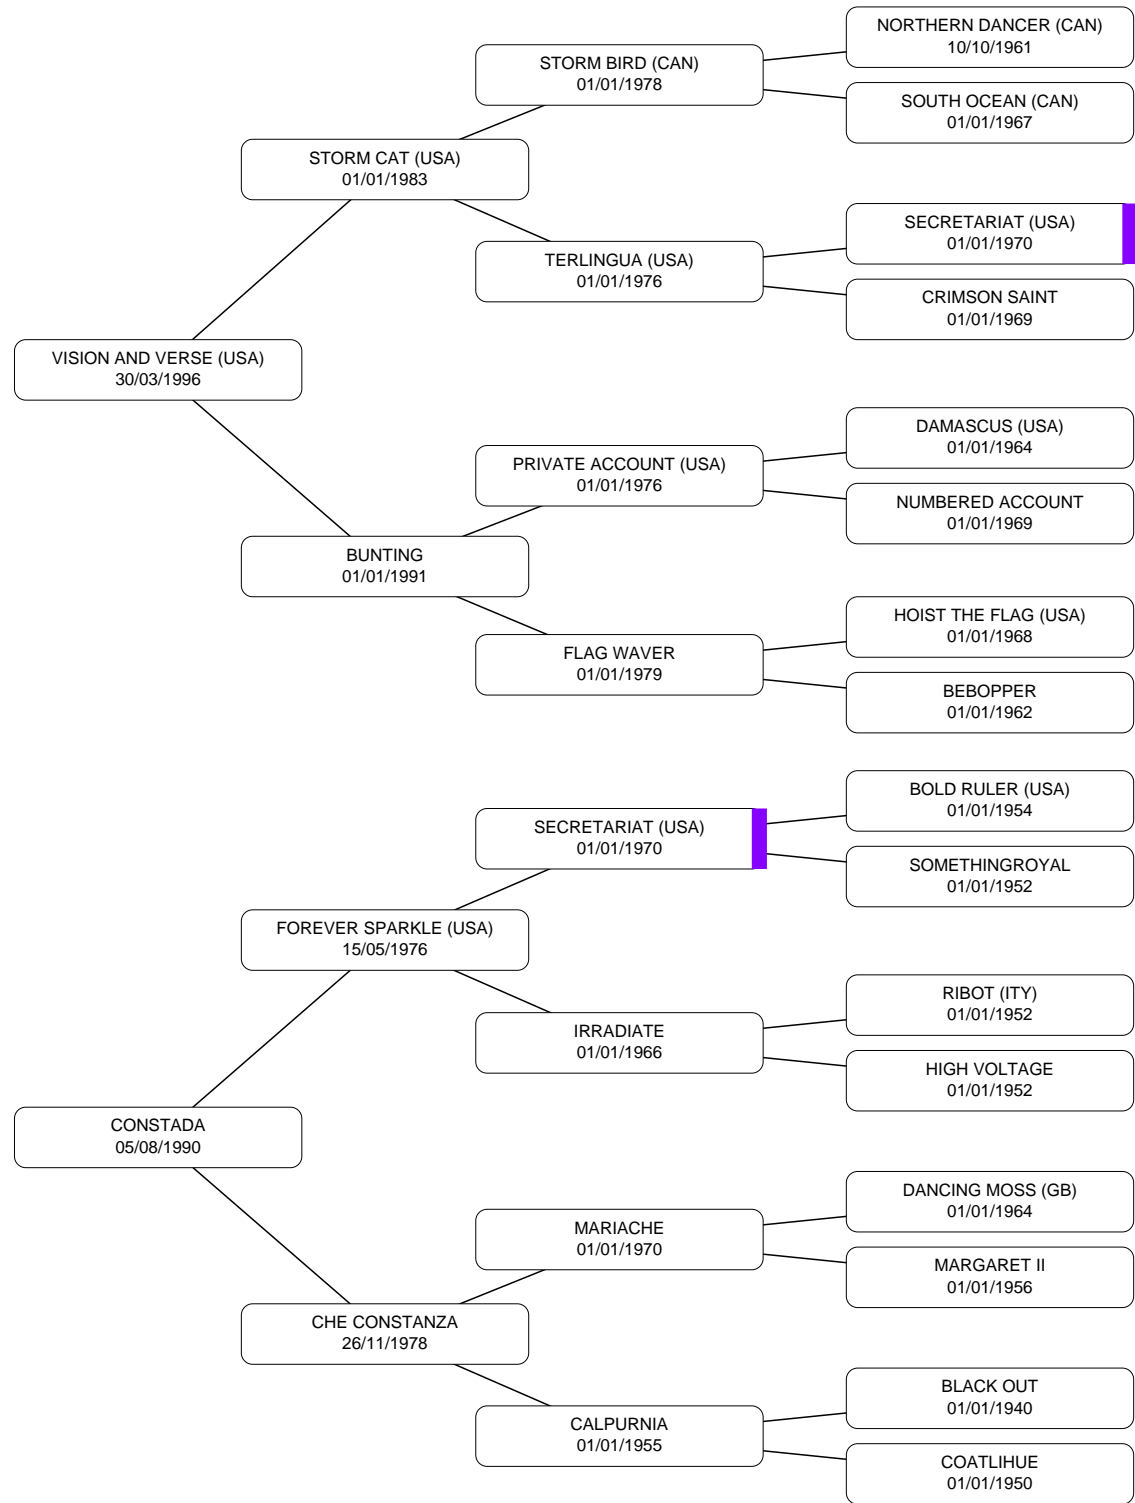 NORTHERN DANCER (CAN)
10/10/1961
STORM BIRD (CAN)
01/01/1978
SOUTH OCEAN (CAN)
01/01/1967
STORM CAT (USA)
01/01/1983
SECRETARIAT (USA)
01/01/1970
TERLINGUA (USA)
01/01/1976
CRIMSON SAINT
01/01/1969
VISION AND VERSE (USA)
30/03/1996
DAMASCUS (USA)
01/01/1964
PRIVATE ACCOUNT (USA)
01/01/1976
NUMBERED ACCOUNT
01/01/1969
BUNTING
01/01/1991
HOIST THE FLAG (USA)
01/01/1968
FLAG WAVER
01/01/1979
BEBOPPER
01/01/1962
BOLD RULER (USA)
01/01/1954
SECRETARIAT (USA)
01/01/1970
SOMETHINGROYAL
01/01/1952
FOREVER SPARKLE (USA)
15/05/1976
RIBOT (ITY)
01/01/1952
IRRADIATE
01/01/1966
HIGH VOLTAGE
01/01/1952
CONSTADA
05/08/1990
DANCING MOSS (GB)
01/01/1964
MARIACHE
01/01/1970
MARGARET II
01/01/1956
CHE CONSTANZA
26/11/1978
BLACK OUT
01/01/1940
CALPURNIA
01/01/1955
COATLIHUE
01/01/1950